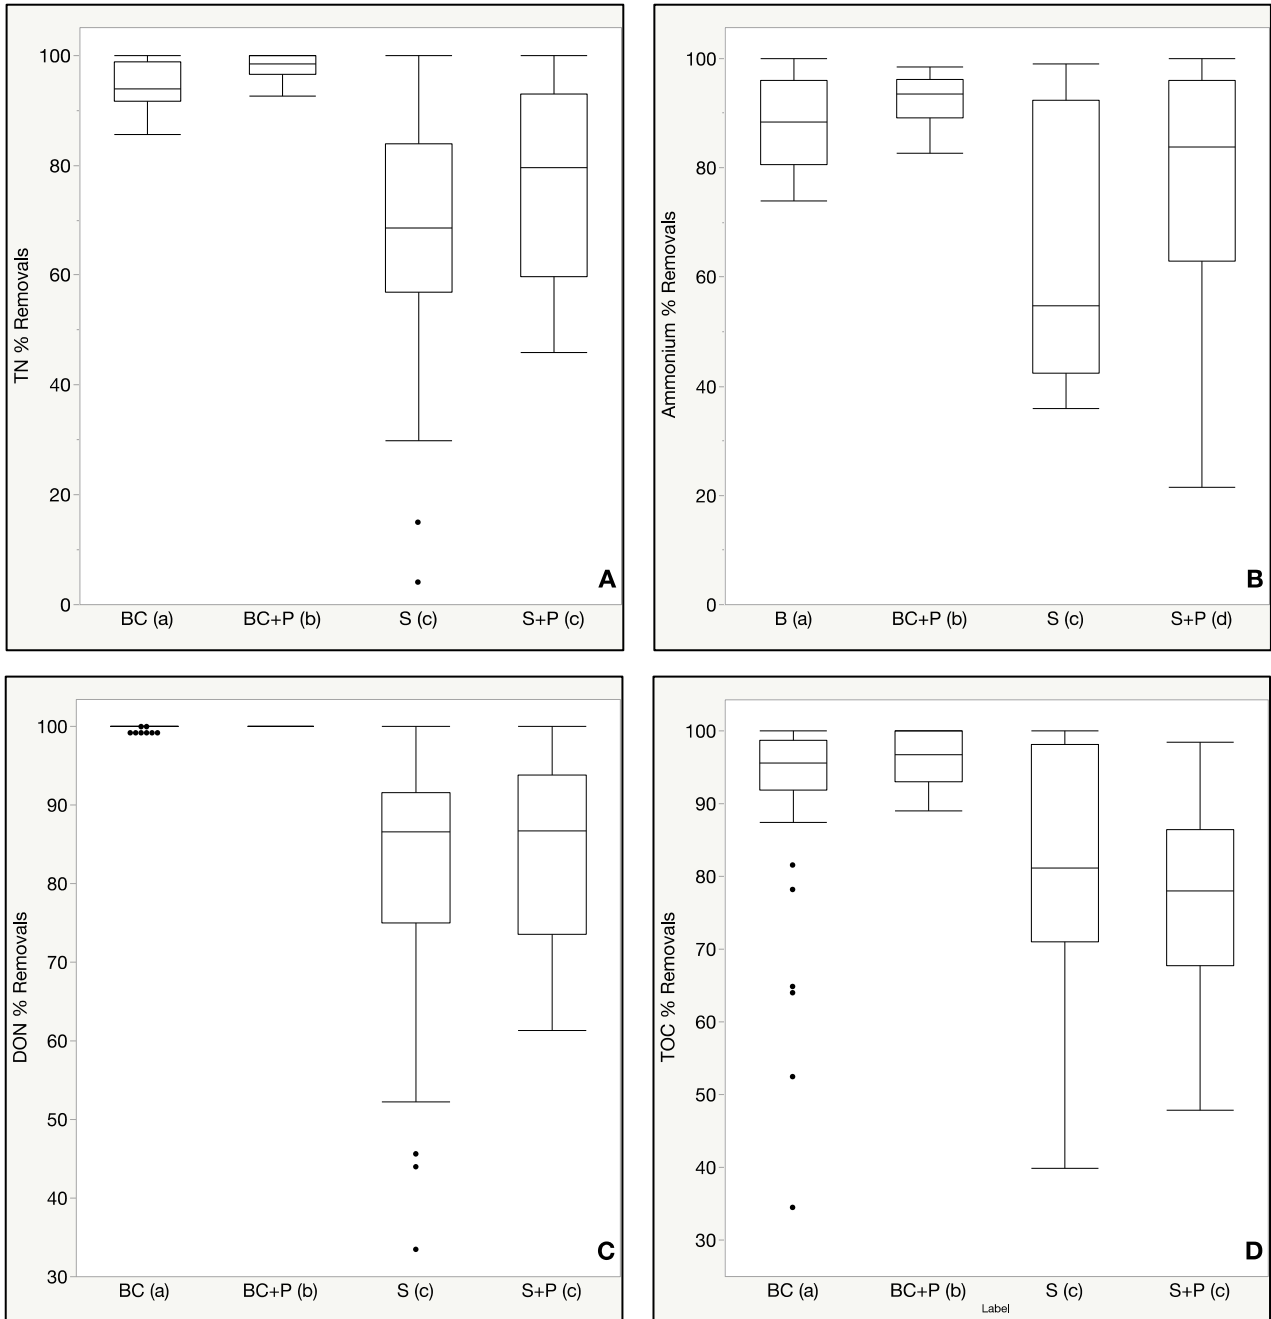 TN % Removals
100
80
60
40
20
0
BC (a) BC+P (b) S (c) S+P (c)
A
Ammonium % Removals
100
80
60
40
20
0
B (a) BC+P (b) S (c) S+P (d)
B
DON % Removals
100
90
80
70
60
50
40
30
BC (a) BC+P (b) S (c) S+P (c)
C
TOC % Removals
100
90
80
70
60
50
40
30
BC (a) BC+P (b) S (c) S+P (c)
Label
D